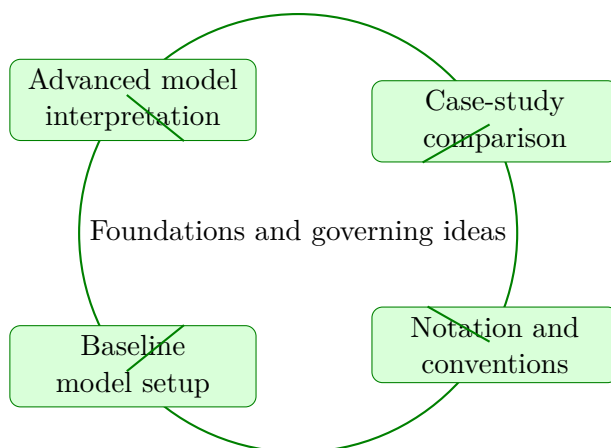 Advanced model
interpretation
Case-study
comparison
Foundations and governing ideas
Baseline
model setup
Notation and
conventions